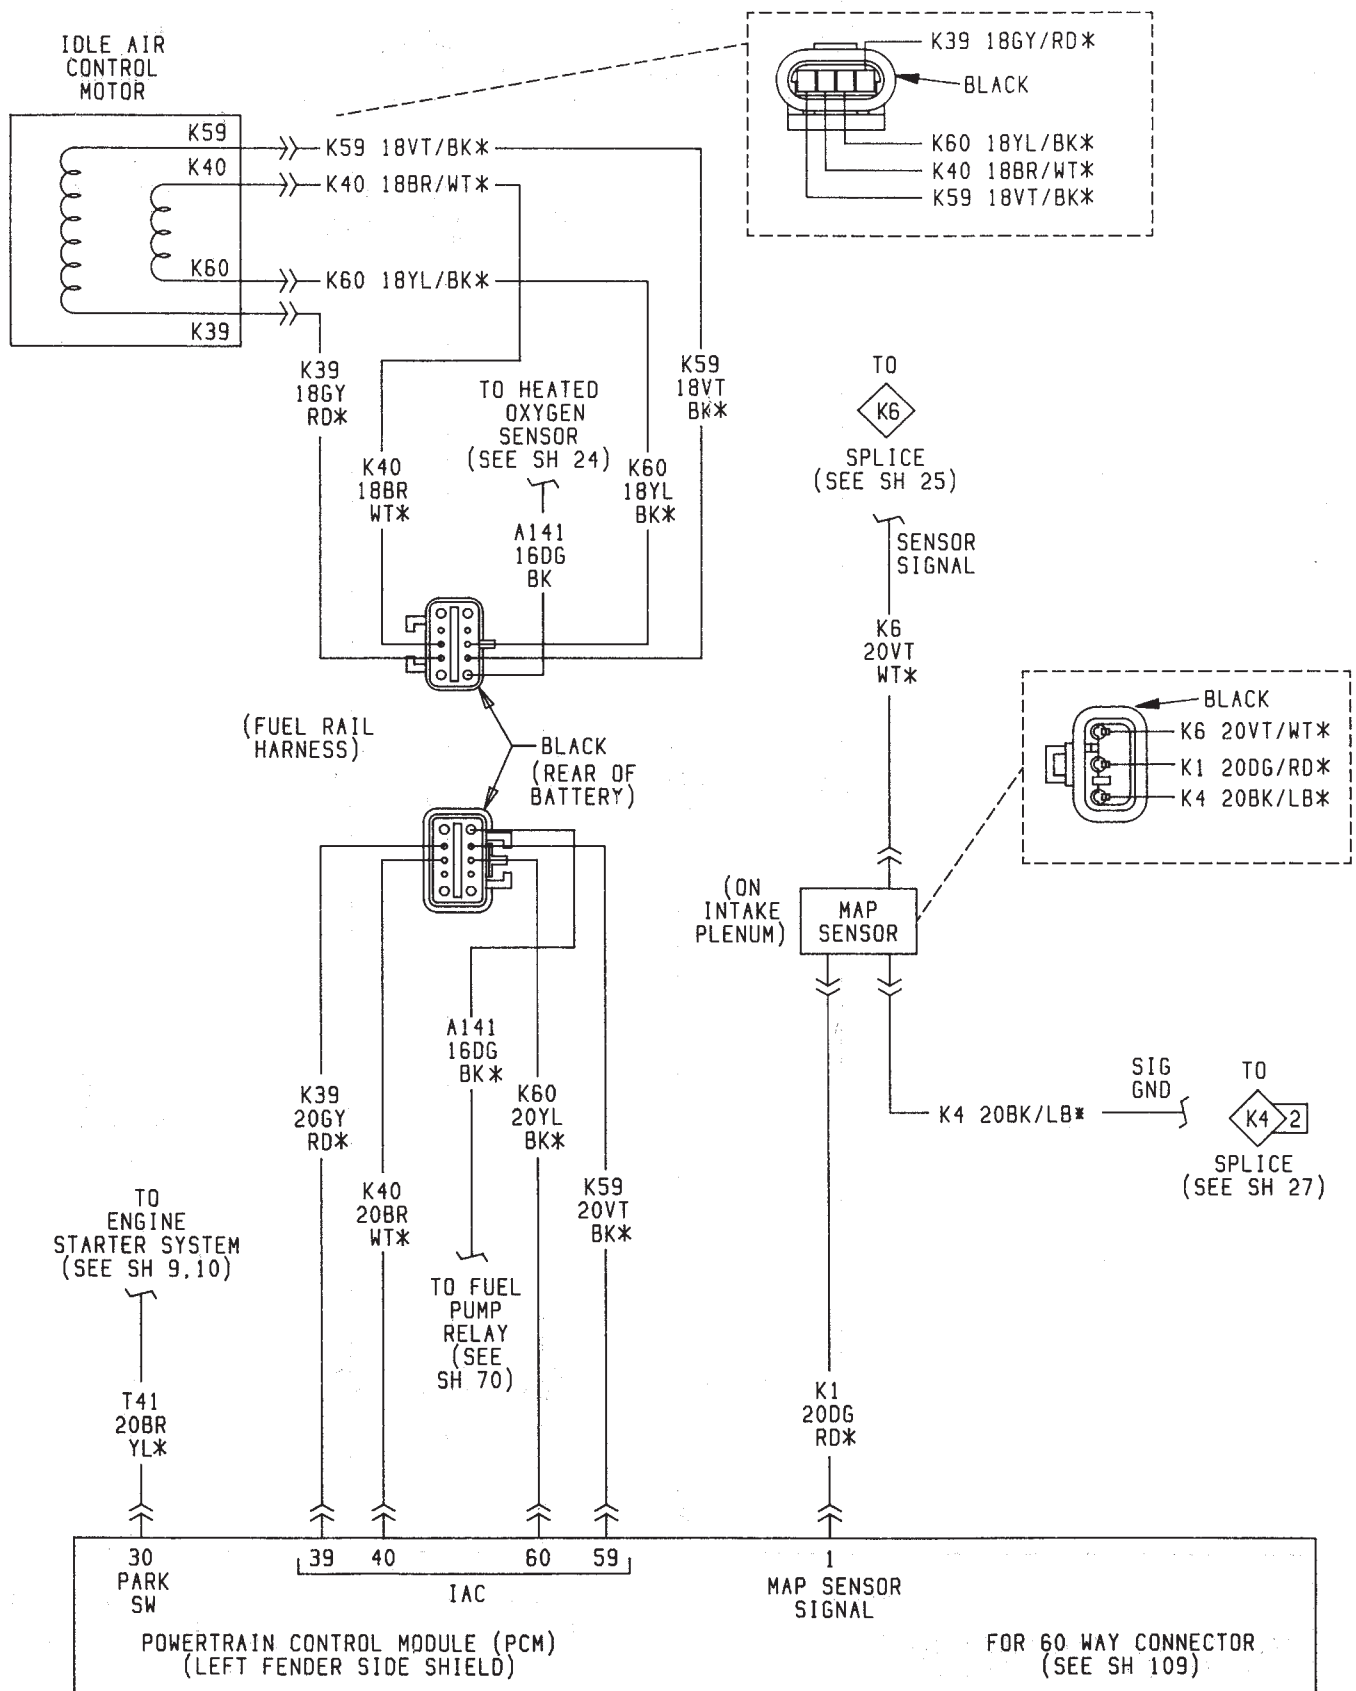 IDLE AIR
CONTROL
MOTOR
K59
K40
K60
K39
K59 18VT/BK*
K40 18BR/WT*
K60 18YL/BK*
K39 18GY/RD*
BLACK
K60 18YL/BK*
K40 18BR/WT*
K59 18VT/BK*
K39
18GY
RD*
K40
18BR
WT*
TO HEATED
OXYGEN
SENSOR
(SEE SH 24)
A141
16DG
BK
K60
18YL
BK*
K59
18VT
BK*
TO
K6
SPLICE
(SEE SH 25)
SENSOR
SIGNAL
K6
20VT
WT*
BLACK
K6 20VT/WT*
K1 20DG/RD*
K4 20BK/LB*
(FUEL RAIL
HARNESS)
BLACK
(REAR OF
BATTERY)
(ON
INTAKE
PLENUM)
MAP
SENSOR
K39
20GY
RD*
K40
20BR
WT*
A141
16DG
BK*
K60
20YL
BK*
K59
20VT
BK*
TO FUEL
PUMP
RELAY
(SEE
SH 70)
K4 20BK/LB*
SIG
GND
TO
K4 2
SPLICE
(SEE SH 27)
TO
ENGINE
STARTER SYSTEM
(SEE SH 9,10)
T41
20BR
YL*
K1
20DG
RD*
30
PARK
SW
39 40 60 59
IAC
1
MAP SENSOR
SIGNAL
POWERTRAIN CONTROL MODULE (PCM)
(LEFT FENDER SIDE SHIELD)
FOR 60 WAY CONNECTOR
(SEE SH 109)